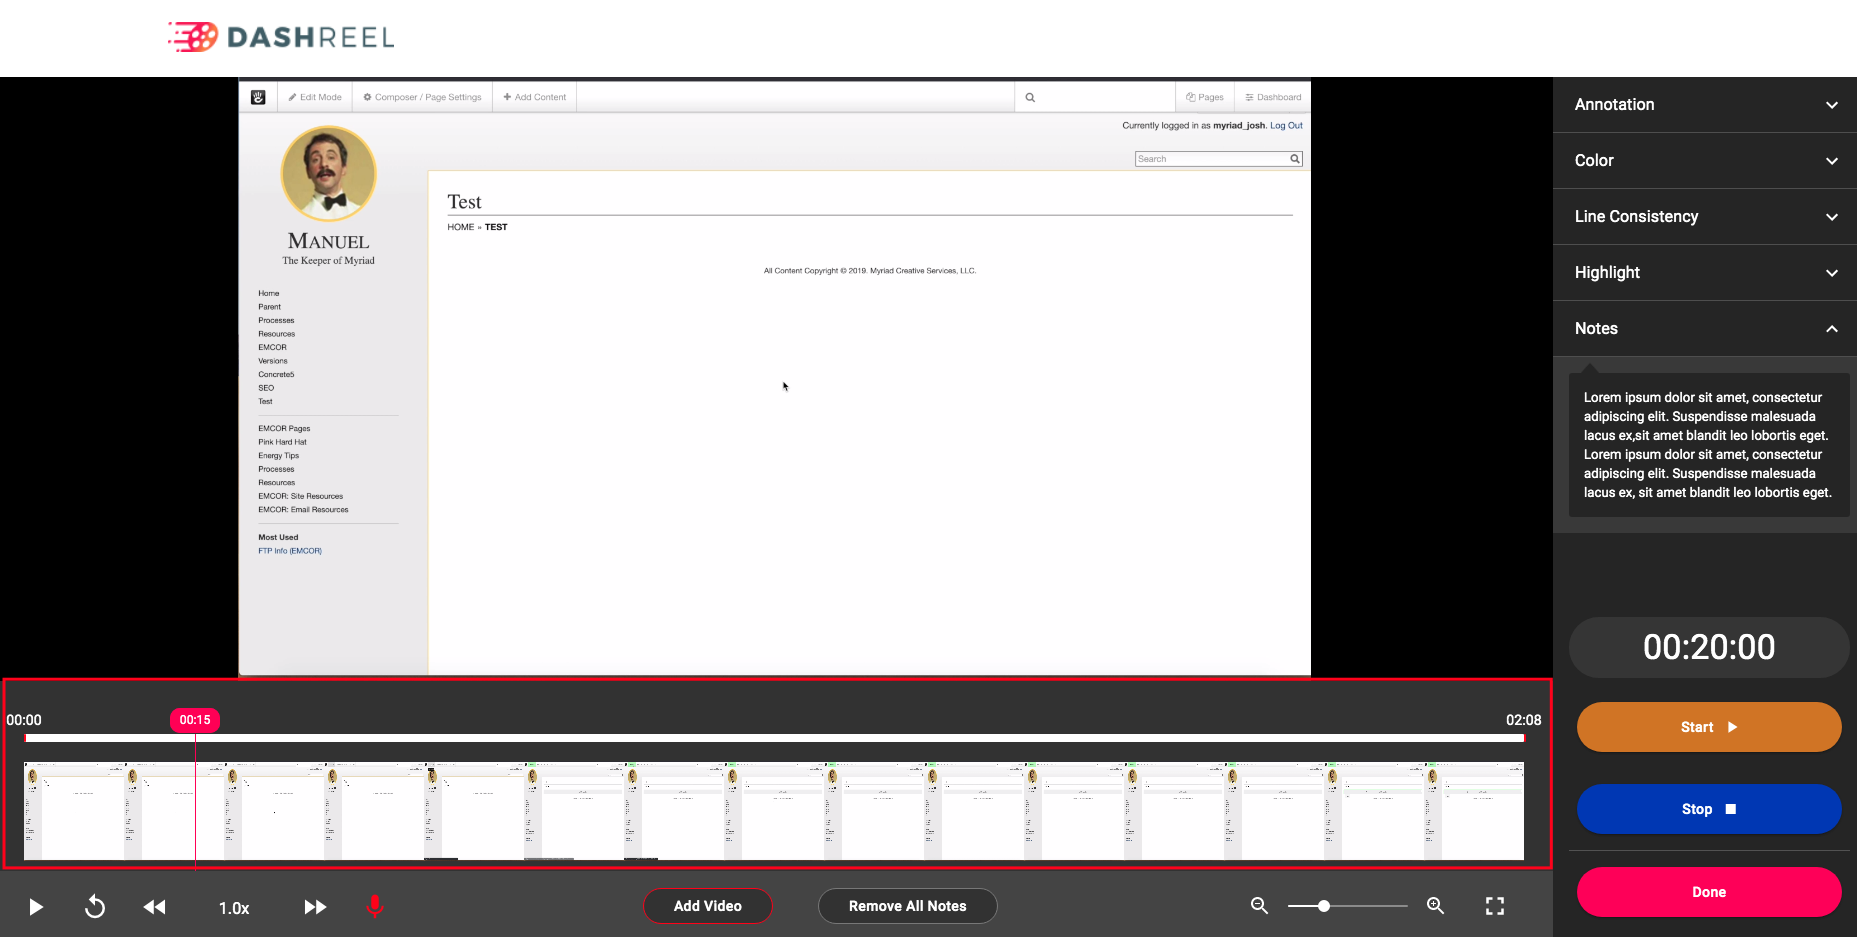 DASHREEL
Edit Mode
Composer / Page Settings
Add Content
Pages
Dashboard
Currently logged in as myriad_josh. Log Out
Search
MANUEL
The Keeper of Myriad
Home
Parent
Processes
Resources
EMCOR
Versions
Concrete5
SEO
Test
EMCOR Pages
Pink Hard Hat
Energy Tips
Processes
Resources
EMCOR: Site Resources
EMCOR: Email Resources
Most Used
FTP Info (EMCOR)
Test
HOME » TEST
All Content Copyright © 2019. Myriad Creative Services, LLC.
Annotation
Color
Line Consistency
Highlight
Notes
Lorem ipsum dolor sit amet, consectetur
adipiscing elit. Suspendisse malesuada
lacus ex,sit amet blandit leo lobortis eget.
Lorem ipsum dolor sit amet, consectetur
adipiscing elit. Suspendisse malesuada
lacus ex, sit amet blandit leo lobortis eget.
00:20:00
Start
Stop
Done
00:00
00:15
02:08
1.0x
Add Video
Remove All Notes